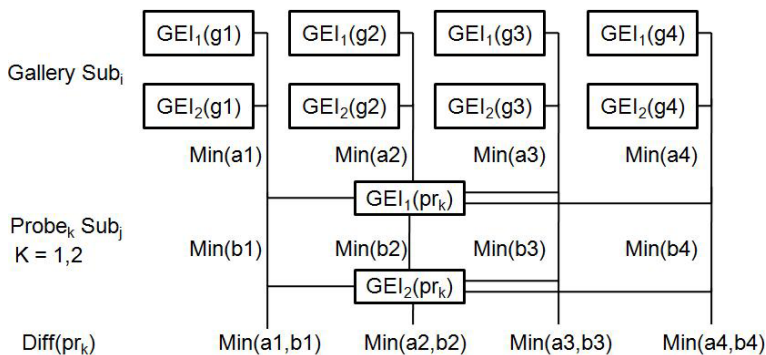 GEI₁(g1) GEI₁(g2) GEI₁(g3) GEI₁(g4)
Gallery Subᵢ
GEI₂(g1) GEI₂(g2) GEI₂(g3) GEI₂(g4)
Min(a1) Min(a2) Min(a3) Min(a4)
GEI₁(prₖ)
Probeₖ Subⱼ
K = 1,2
Min(b1) Min(b2) Min(b3) Min(b4)
GEI₂(prₖ)
Diff(prₖ) Min(a1,b1) Min(a2,b2) Min(a3,b3) Min(a4,b4)